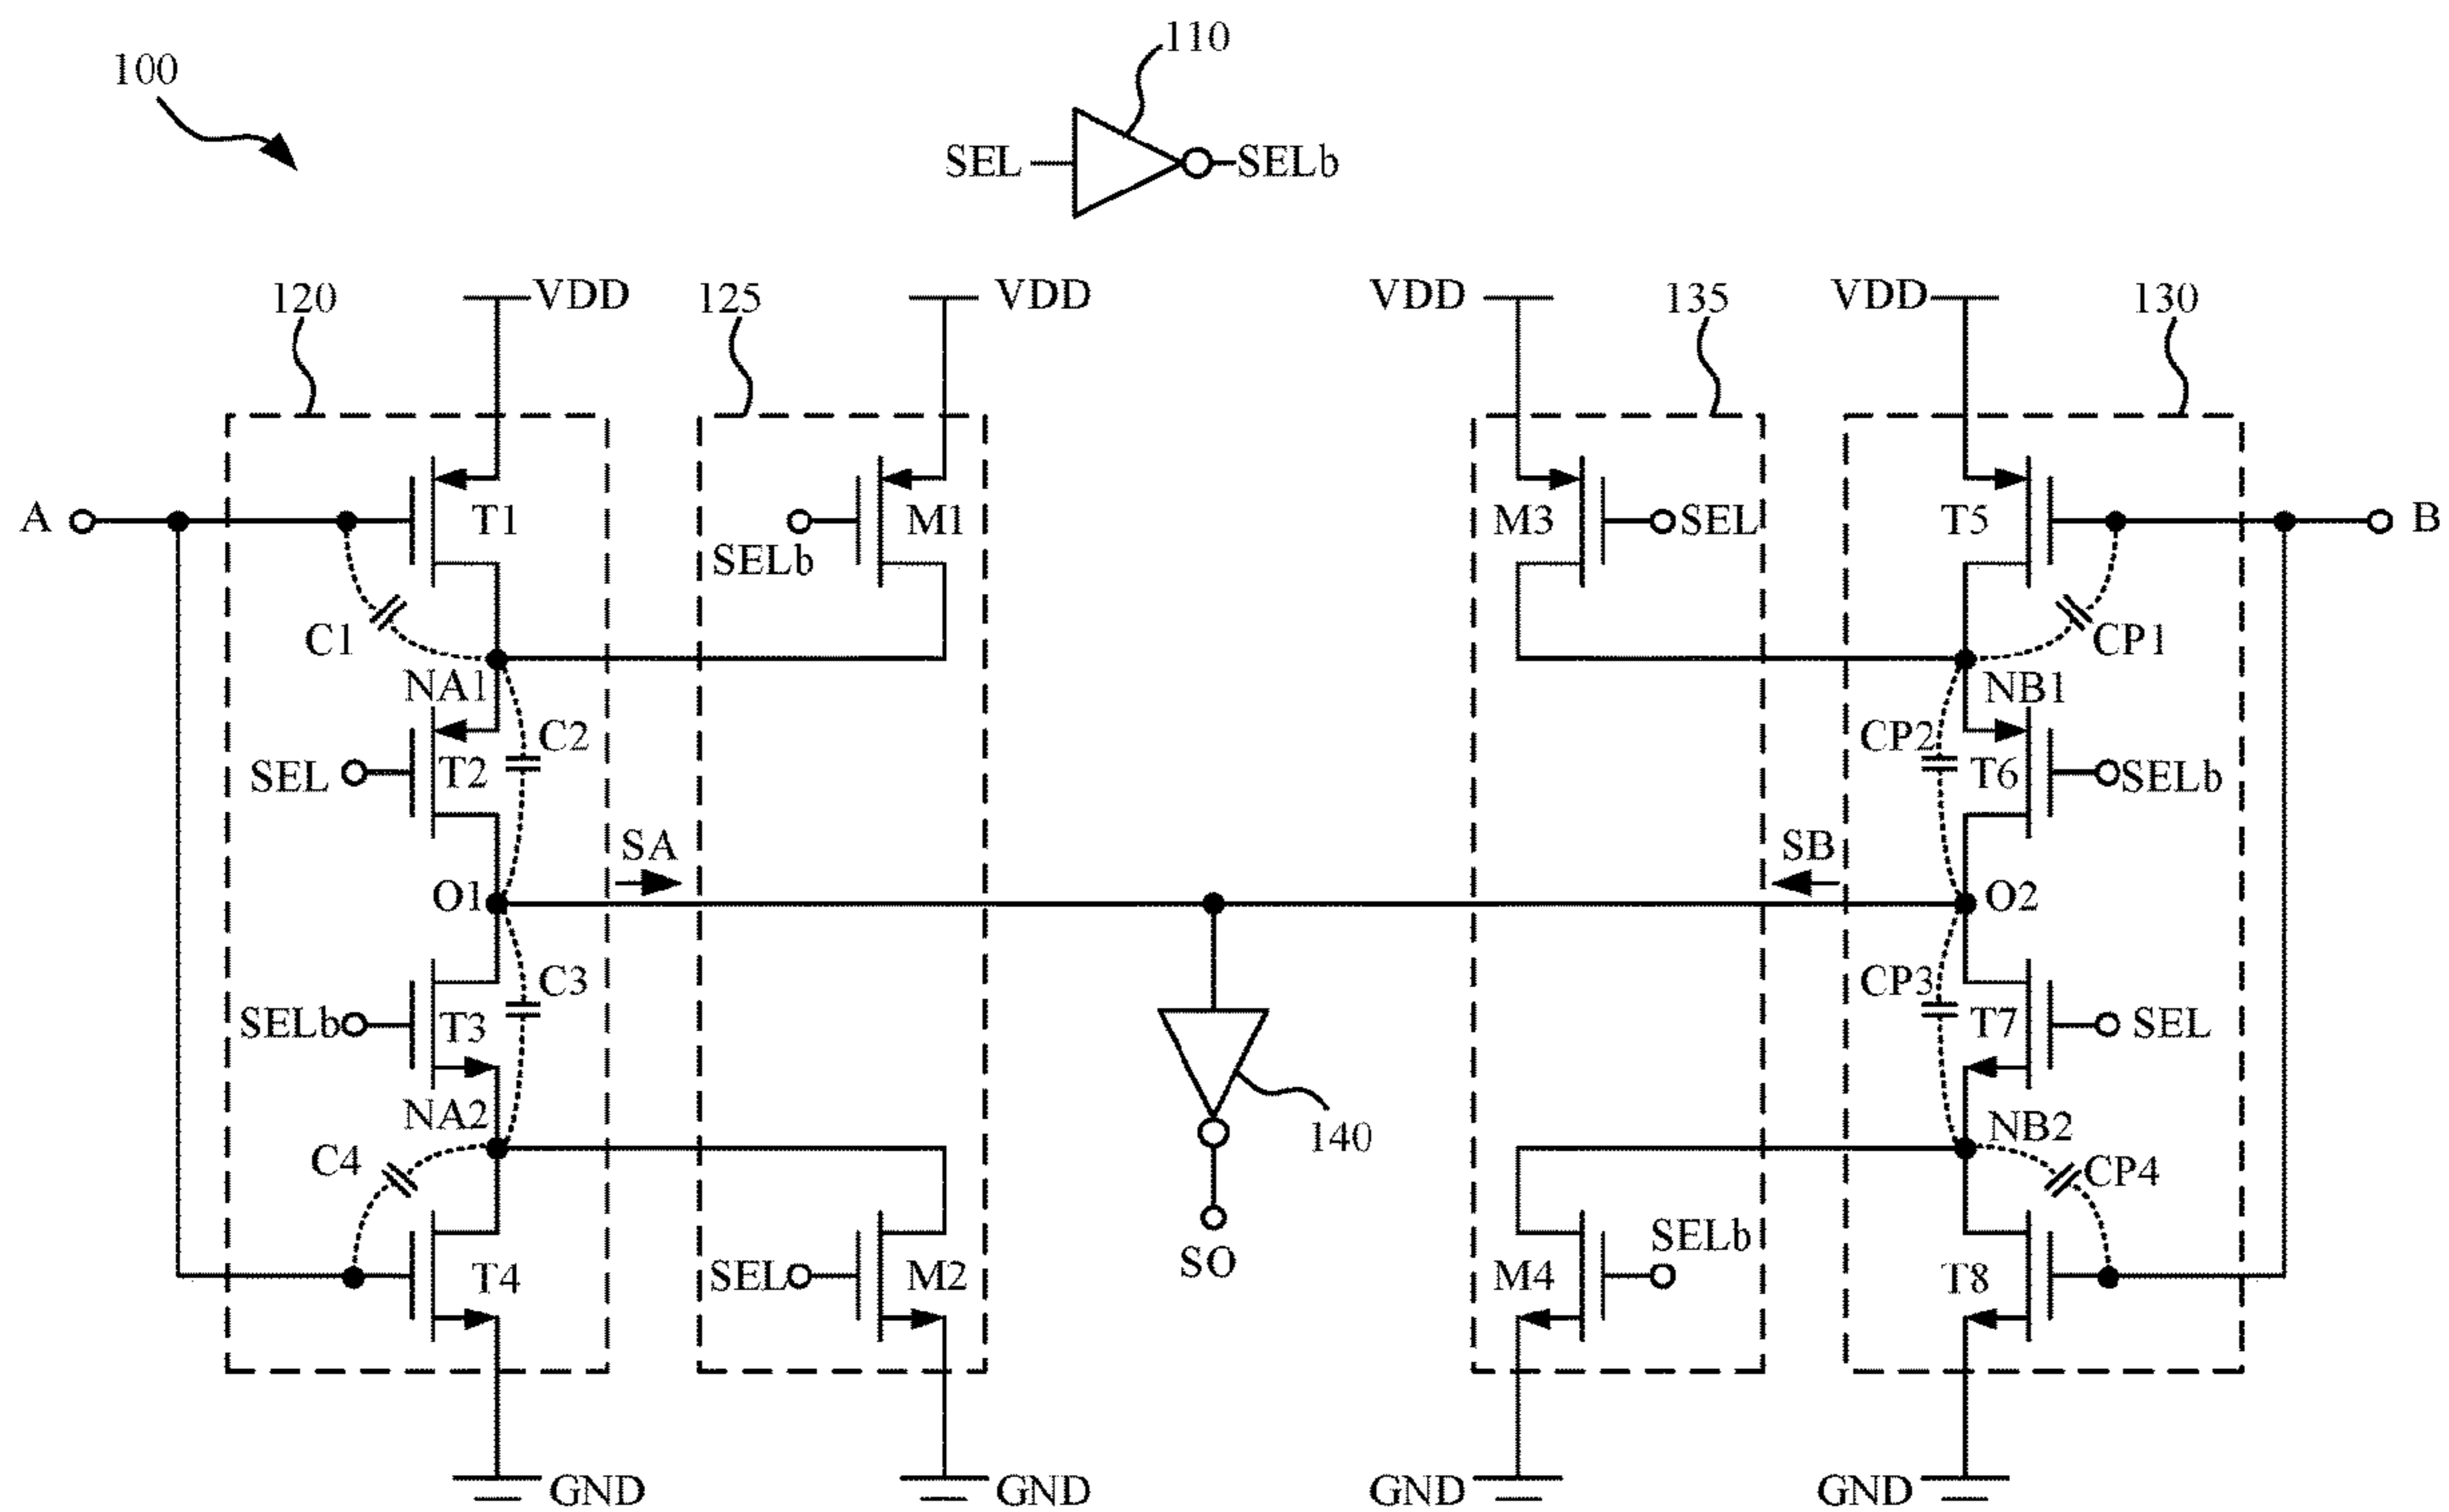 110
100
SEL
SELb
120
VDD
125
VDD
VDD
135
VDD
130
A
T1
M1
SELb
M3
SEL
T5
B
C1
CP1
NA1
NB1
C2
CP2
SEL
T2
T6
SELb
SA
SB
O1
O2
C3
CP3
SELb
T3
T7
SEL
NA2
NB2
140
C4
CP4
SELb
SO
T4
SEL
M2
M4
T8
GND
GND
GND
GND